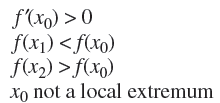 f′(x₀) > 0
f(x₁) < f(x₀)
f(x₂) > f(x₀)
x₀ not a local extremum